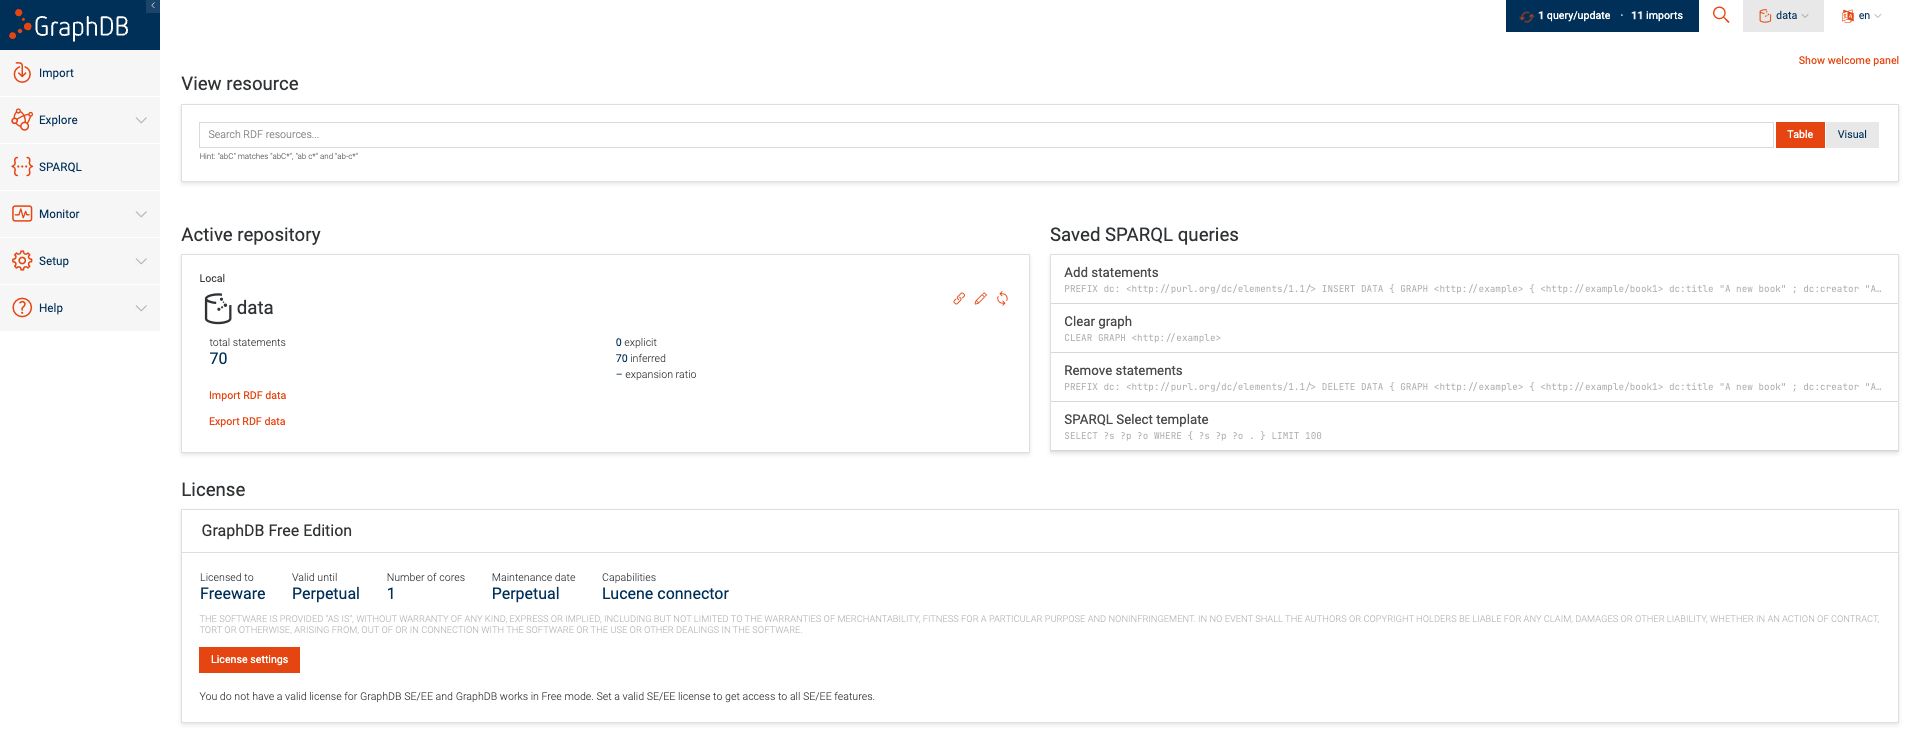 GraphDB
1 query/update · 11 imports
data
en
Import
Explore
SPARQL
Monitor
Setup
Help
Show welcome panel
View resource
Search RDF resources...
Table
Visual
Hint: "abC" matches "abC*", "ab c*" and "ab-c*"
Active repository
Local
data
total statements
70
0 explicit
70 inferred
– expansion ratio
Import RDF data
Export RDF data
Saved SPARQL queries
Add statements
PREFIX dc: <http://purl.org/dc/elements/1.1/> INSERT DATA { GRAPH <http://example> { <http://example/book1> dc:title "A new book" ; dc:creator "A…
Clear graph
CLEAR GRAPH <http://example>
Remove statements
PREFIX dc: <http://purl.org/dc/elements/1.1/> DELETE DATA { GRAPH <http://example> { <http://example/book1> dc:title "A new book" ; dc:creator "A…
SPARQL Select template
SELECT ?s ?p ?o WHERE { ?s ?p ?o . } LIMIT 100
License
GraphDB Free Edition
Licensed to
Freeware
Valid until
Perpetual
Number of cores
1
Maintenance date
Perpetual
Capabilities
Lucene connector
THE SOFTWARE IS PROVIDED "AS IS", WITHOUT WARRANTY OF ANY KIND, EXPRESS OR IMPLIED, INCLUDING BUT NOT LIMITED TO THE WARRANTIES OF MERCHANTABILITY, FITNESS FOR A PARTICULAR PURPOSE AND NONINFRINGEMENT. IN NO EVENT SHALL THE AUTHORS OR COPYRIGHT HOLDERS BE LIABLE FOR ANY CLAIM, DAMAGES OR OTHER LIABILITY, WHETHER IN AN ACTION OF CONTRACT,
TORT OR OTHERWISE, ARISING FROM, OUT OF OR IN CONNECTION WITH THE SOFTWARE OR THE USE OR OTHER DEALINGS IN THE SOFTWARE.
License settings
You do not have a valid license for GraphDB SE/EE and GraphDB works in Free mode. Set a valid SE/EE license to get access to all SE/EE features.